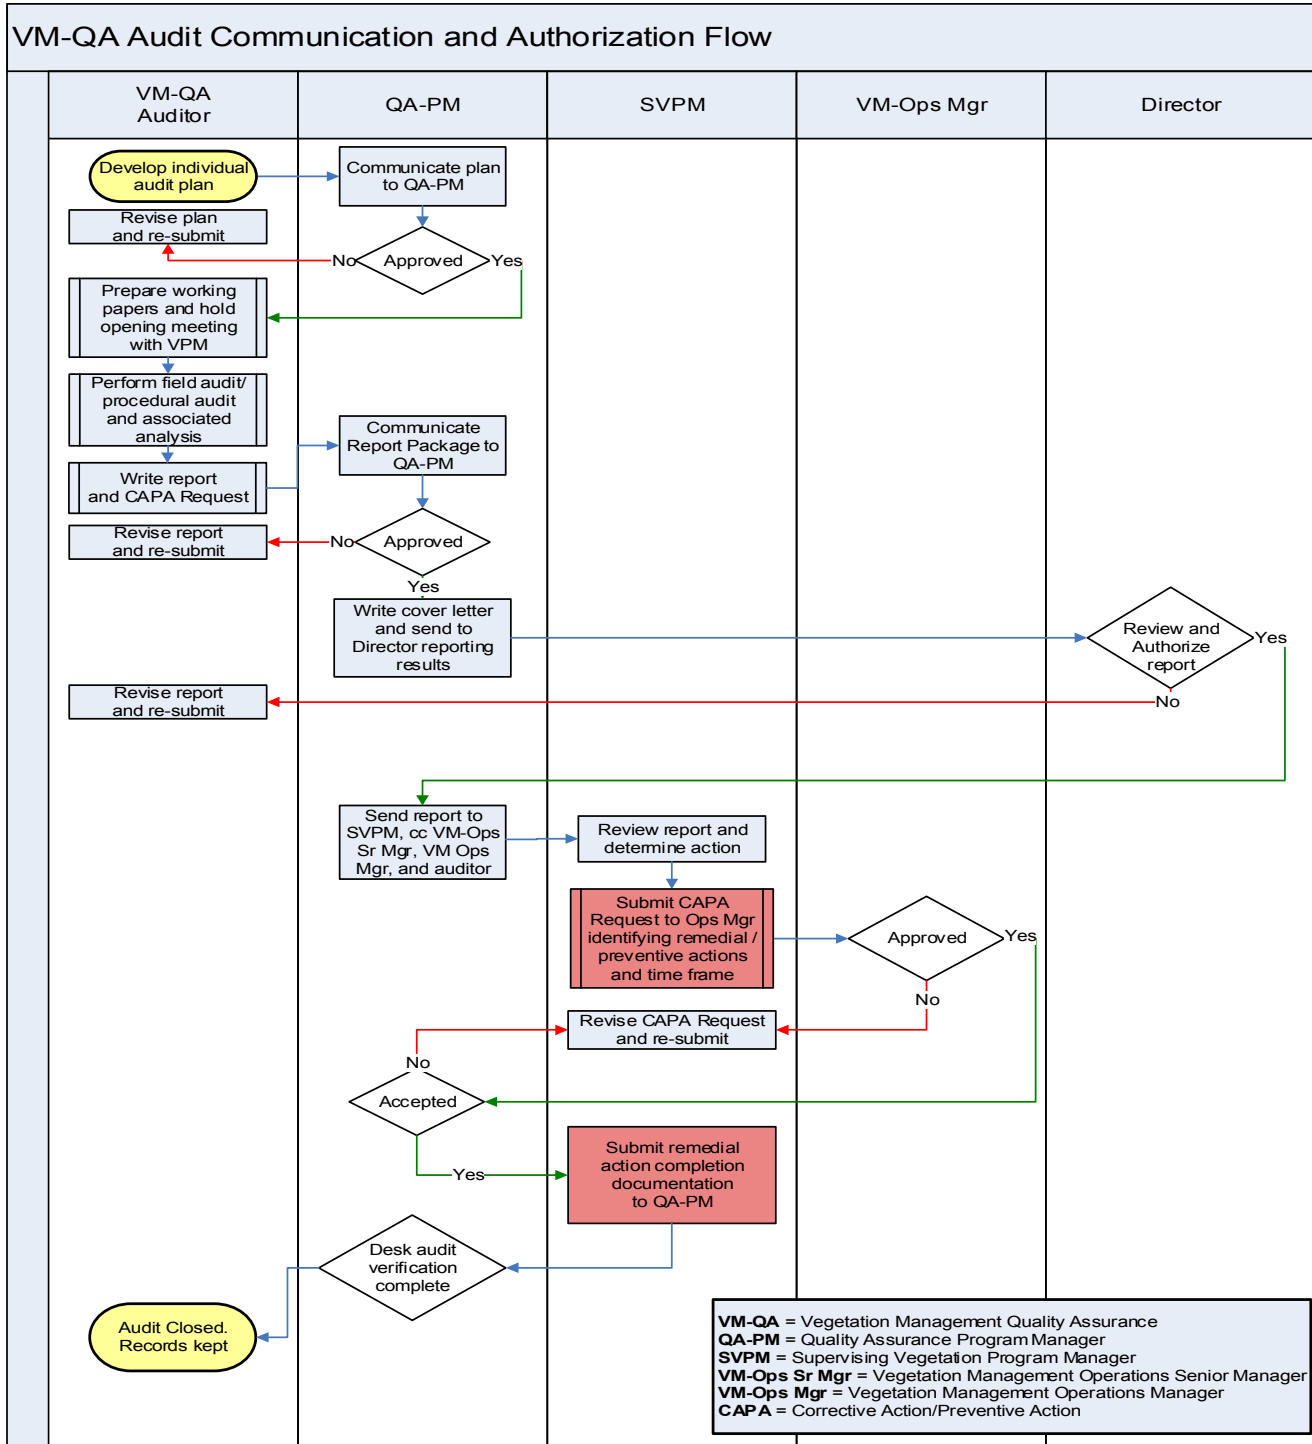 VM-QA Audit Communication and Authorization Flow
VM-QA
Auditor
QA-PM
SVPM
VM-Ops Mgr
Director
Develop individual
audit plan
Communicate plan
to QA-PM
Revise plan
and re-submit
No
Approved
Yes
Prepare working
papers and hold
opening meeting
with VPM
Perform field audit/
procedural audit
and associated
analysis
Communicate
Report Package to
QA-PM
Write report
and CAPA Request
Revise report
and re-submit
No
Approved
Yes
Write cover letter
and send to
Director reporting
results
Review and
Authorize
report
Yes
No
Revise report
and re-submit
Send report to
SVPM, cc VM-Ops
Sr Mgr, VM Ops
Mgr, and auditor
Review report and
determine action
Submit CAPA
Request to Ops Mgr
identifying remedial /
preventive actions
and time frame
Approved
Yes
No
Revise CAPA Request
and re-submit
No
Accepted
Yes
Submit remedial
action completion
documentation
to QA-PM
Desk audit
verification
complete
Audit Closed.
Records kept
VM-QA = Vegetation Management Quality Assurance
QA-PM = Quality Assurance Program Manager
SVPM = Supervising Vegetation Program Manager
VM-Ops Sr Mgr = Vegetation Management Operations Senior Manager
VM-Ops Mgr = Vegetation Management Operations Manager
CAPA = Corrective Action/Preventive Action